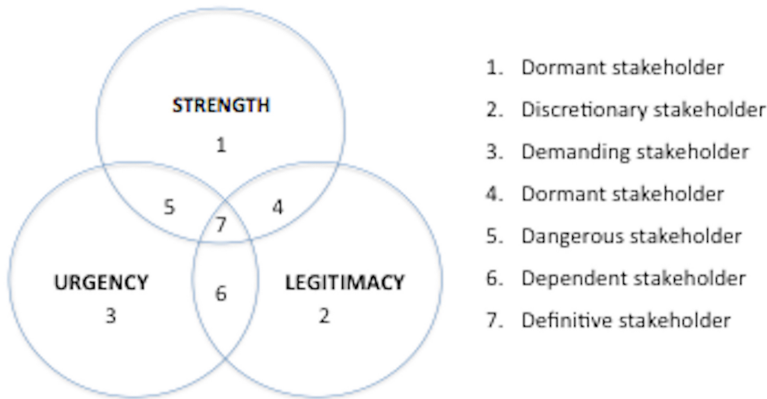 STRENGTH
1
5
4
7
URGENCY
3
6
LEGITIMACY
2
1. Dormant stakeholder
2. Discretionary stakeholder
3. Demanding stakeholder
4. Dormant stakeholder
5. Dangerous stakeholder
6. Dependent stakeholder
7. Definitive stakeholder